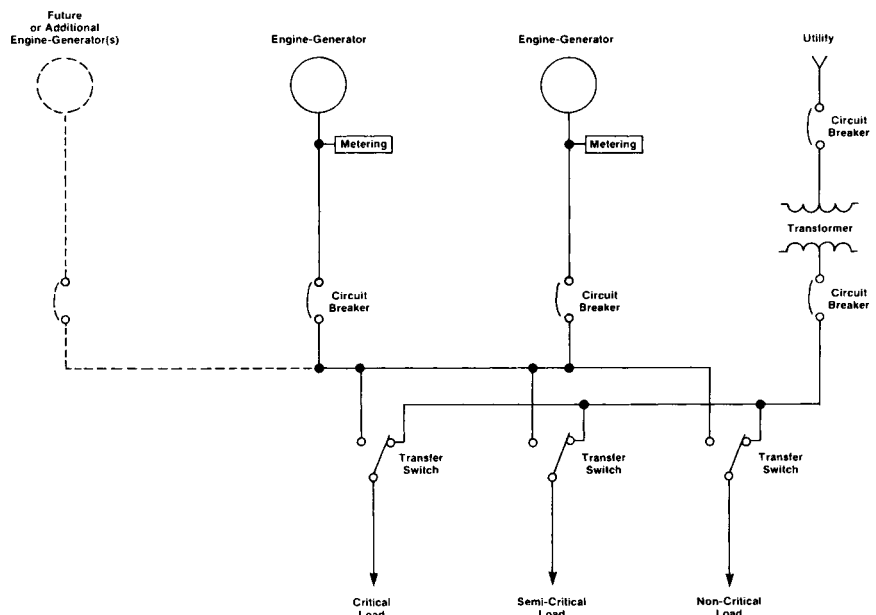 Future
or Additional
Engine-Generator(s)
Engine-Generator
Engine-Generator
Utility
Circuit
Breaker
Metering
Metering
Transformer
Circuit
Breaker
Circuit
Breaker
Circuit
Breaker
Transfer
Switch
Transfer
Switch
Transfer
Switch
Critical
Load
Semi-Critical
Load
Non-Critical
Load